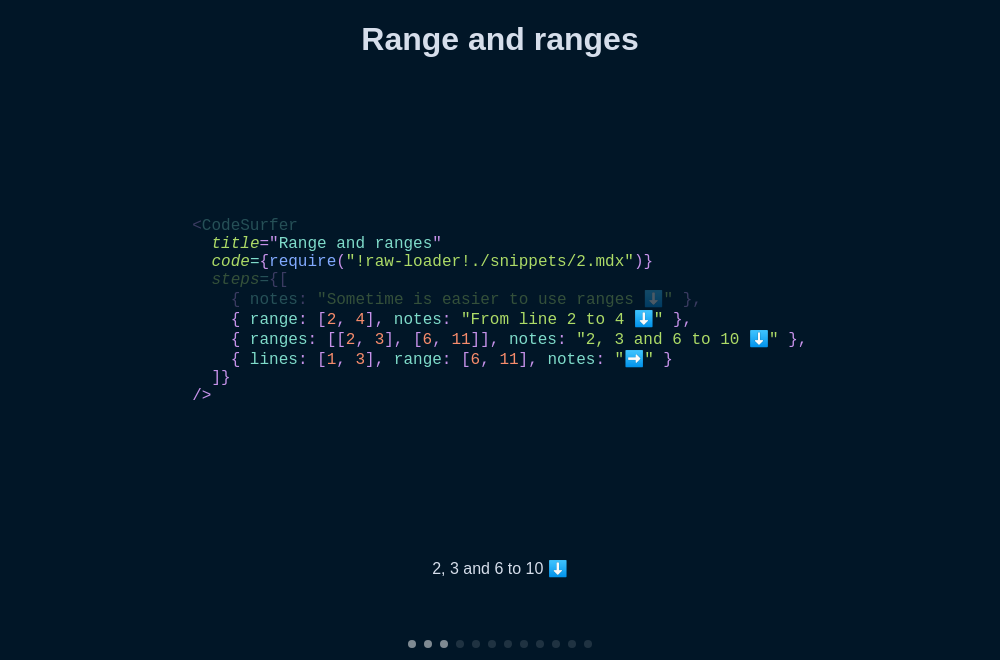 Range and ranges
<CodeSurfer
  title="Range and ranges"
  code={require("!raw-loader!./snippets/2.mdx")}
  steps={[
    { notes: "Sometime is easier to use ranges ⬇️" },
    { range: [2, 4], notes: "From line 2 to 4 ⬇️" },
    { ranges: [[2, 3], [6, 11]], notes: "2, 3 and 6 to 10 ⬇️" },
    { lines: [1, 3], range: [6, 11], notes: "➡️" }
  ]}
/>
2, 3 and 6 to 10 ⬇️